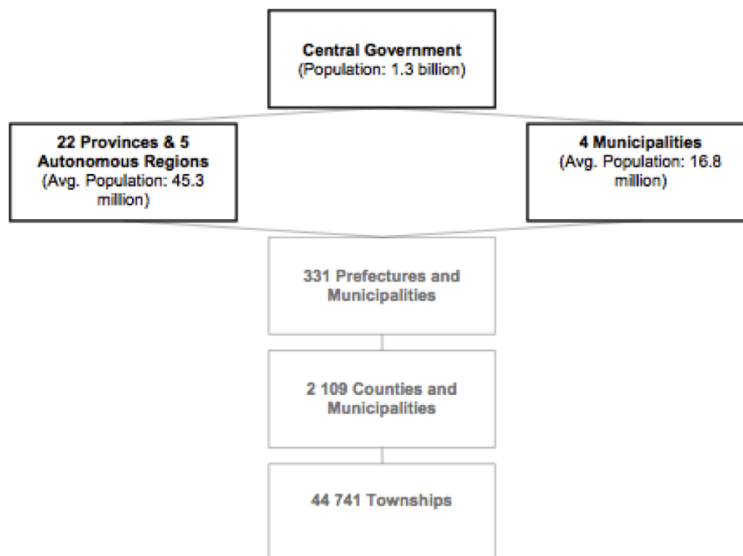 Central Government
(Population: 1.3 billion)
22 Provinces & 5
Autonomous Regions
(Avg. Population: 45.3
million)
4 Municipalities
(Avg. Population: 16.8
million)
331 Prefectures and
Municipalities
2 109 Counties and
Municipalities
44 741 Townships